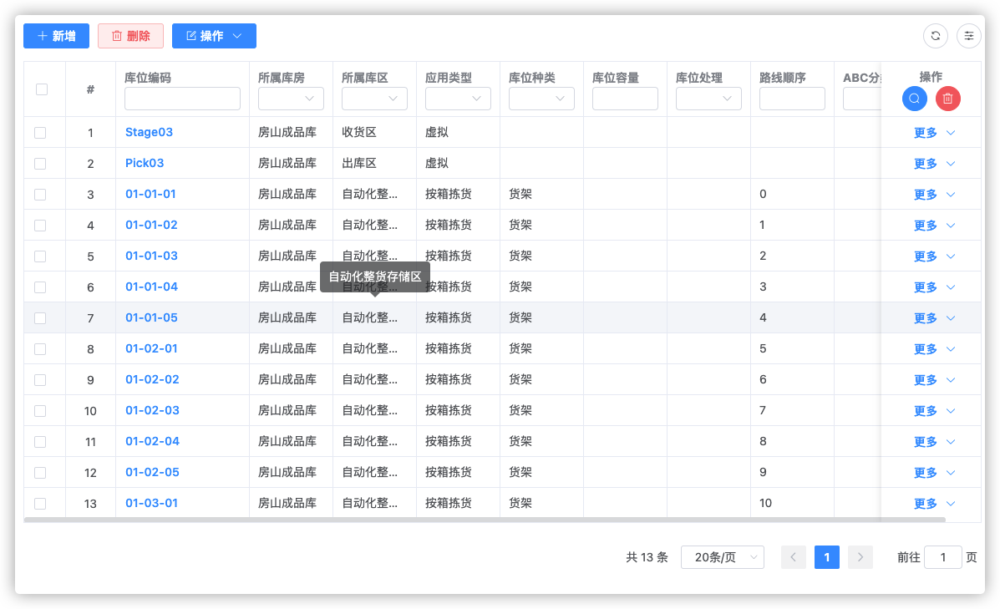 新增 删除 操作
# 库位编码 所属库房 所属库区 应用类型 库位种类 库位容量 库位处理 路线顺序 ABC分 操作
1 Stage03 房山成品库 收货区 虚拟 更多
2 Pick03 房山成品库 出库区 虚拟 更多
3 01-01-01 房山成品库 自动化整... 按箱拣货 货架 0 更多
4 01-01-02 房山成品库 自动化整... 按箱拣货 货架 1 更多
5 01-01-03 房山成品库 自动化整... 按箱拣货 货架 2 更多
自动化整货存储区
6 01-01-04 房山成品库 自动化整... 按箱拣货 货架 3 更多
7 01-01-05 房山成品库 自动化整... 按箱拣货 货架 4 更多
8 01-02-01 房山成品库 自动化整... 按箱拣货 货架 5 更多
9 01-02-02 房山成品库 自动化整... 按箱拣货 货架 6 更多
10 01-02-03 房山成品库 自动化整... 按箱拣货 货架 7 更多
11 01-02-04 房山成品库 自动化整... 按箱拣货 货架 8 更多
12 01-02-05 房山成品库 自动化整... 按箱拣货 货架 9 更多
13 01-03-01 房山成品库 自动化整... 按箱拣货 货架 10 更多
共 13 条 20条/页 1 前往 1 页